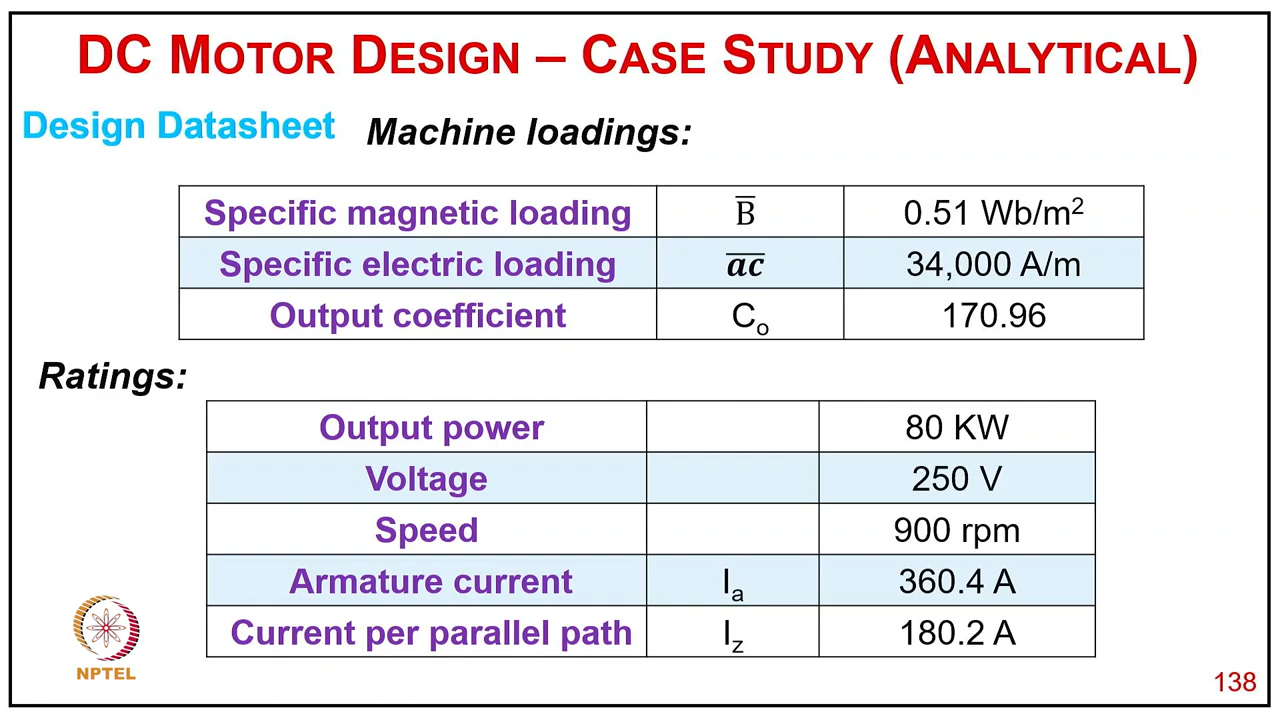 DC MOTOR DESIGN – CASE STUDY (ANALYTICAL)
Design Datasheet Machine loadings:
Specific magnetic loading B̅ 0.51 Wb/m²
Specific electric loading a̅c̅ 34,000 A/m
Output coefficient Cₒ 170.96
Ratings:
Output power 80 KW
Voltage 250 V
Speed 900 rpm
Armature current Iₐ 360.4 A
Current per parallel path I_z 180.2 A
NPTEL
138